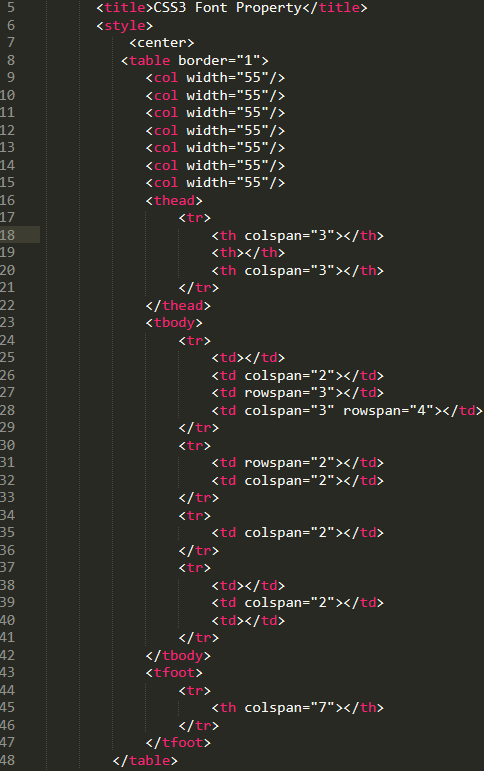 5 <title>CSS3 Font Property</title>
6 <style>
7 <center>
8 <table border="1">
9 <col width="55"/>
10 <col width="55"/>
11 <col width="55"/>
12 <col width="55"/>
13 <col width="55"/>
14 <col width="55"/>
15 <col width="55"/>
16 <thead>
17 <tr>
18 <th colspan="3"></th>
19 <th></th>
20 <th colspan="3"></th>
21 </tr>
22 </thead>
23 <tbody>
24 <tr>
25 <td></td>
26 <td colspan="2"></td>
27 <td rowspan="3"></td>
28 <td colspan="3" rowspan="4"></td>
29 </tr>
30 <tr>
31 <td rowspan="2"></td>
32 <td colspan="2"></td>
33 </tr>
34 <tr>
35 <td colspan="2"></td>
36 </tr>
37 <tr>
38 <td></td>
39 <td colspan="2"></td>
40 <td></td>
41 </tr>
42 </tbody>
43 <tfoot>
44 <tr>
45 <th colspan="7"></th>
46 </tr>
47 </tfoot>
48 </table>